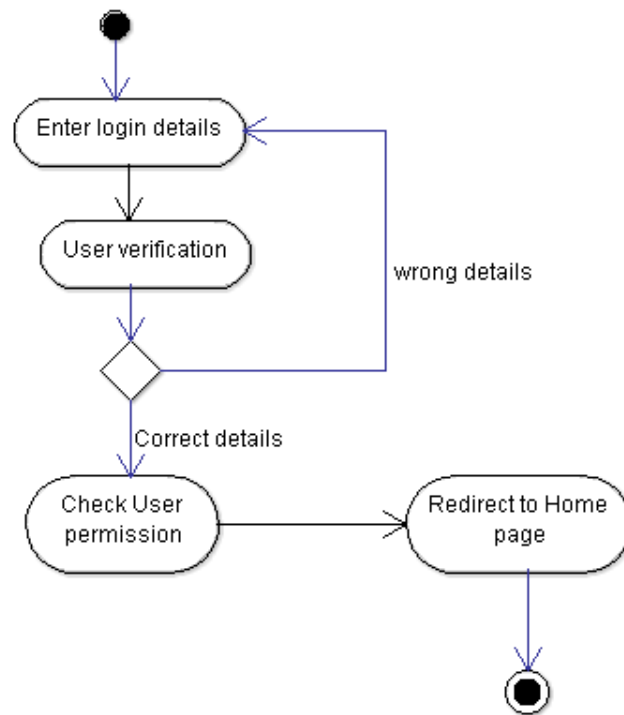 Enter login details
User verification
wrong details
Correct details
Check User
permission
Redirect to Home
page